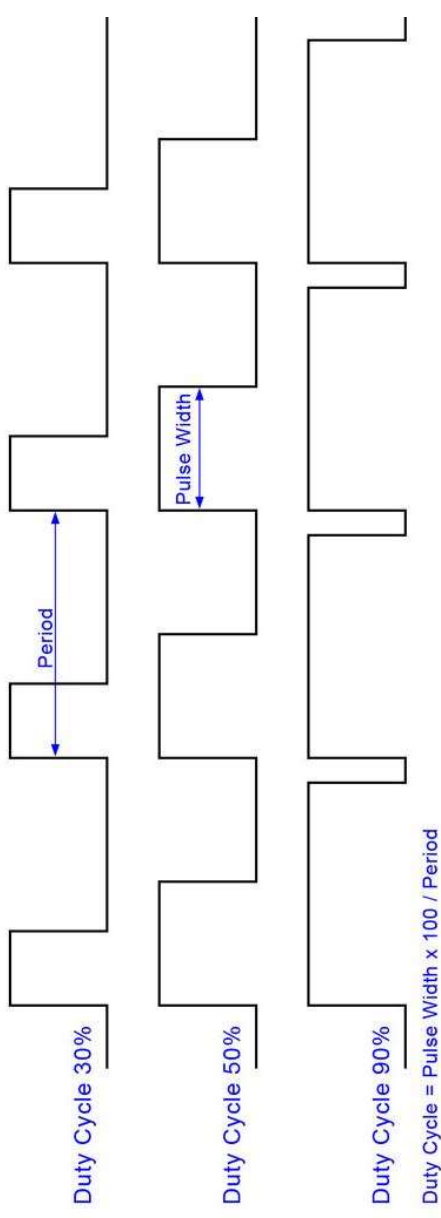 Duty Cycle 30%
Period
Duty Cycle 50%
Pulse Width
Duty Cycle 90%
Duty Cycle = Pulse Width x 100 / Period